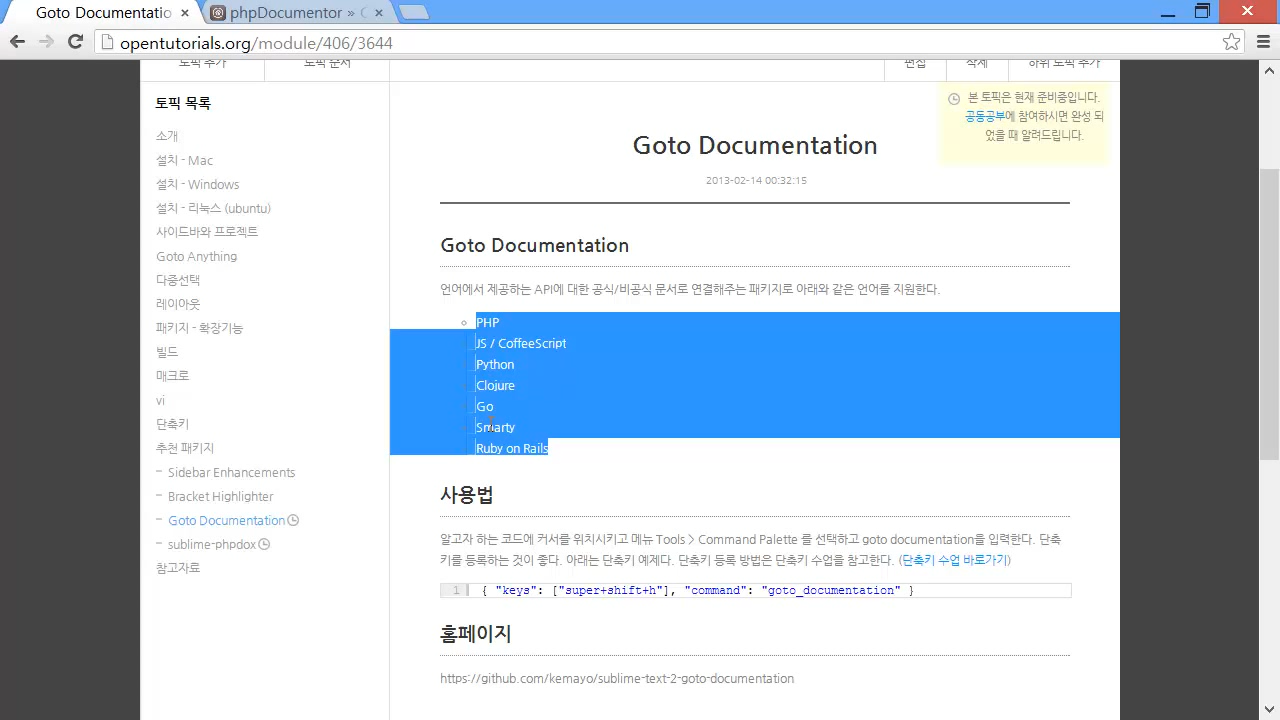 Goto Documentatio
phpDocumentor » C
opentutorials.org/module/406/3644
토픽 추가
토픽 순서
편집
삭제
하위 토픽 추가
토픽 목록
소개
설치 - Mac
설치 - Windows
설치 - 리눅스 (ubuntu)
사이드바와 프로젝트
Goto Anything
다중선택
레이아웃
패키지 - 확장기능
빌드
매크로
vi
단축키
추천 패키지
Sidebar Enhancements
Bracket Highlighter
Goto Documentation
sublime-phpdox
참고자료
본 토픽은 현재 준비중입니다.
공동공부에 참여하시면 완성 되
었을 때 알려드립니다.
Goto Documentation
2013-02-14 00:32:15
Goto Documentation
언어에서 제공하는 API에 대한 공식/비공식 문서로 연결해주는 패키지로 아래와 같은 언어를 지원한다.
PHP
JS / CoffeeScript
Python
Clojure
Go
Smarty
Ruby on Rails
사용법
알고자 하는 코드에 커서를 위치시키고 메뉴 Tools > Command Palette 를 선택하고 goto documentation을 입력한다. 단축
키를 등록하는 것이 좋다. 아래는 단축키 예제다. 단축키 등록 방법은 단축키 수업을 참고한다. (단축키 수업 바로가기)
1 { "keys": ["super+shift+h"], "command": "goto_documentation" }
홈페이지
https://github.com/kemayo/sublime-text-2-goto-documentation